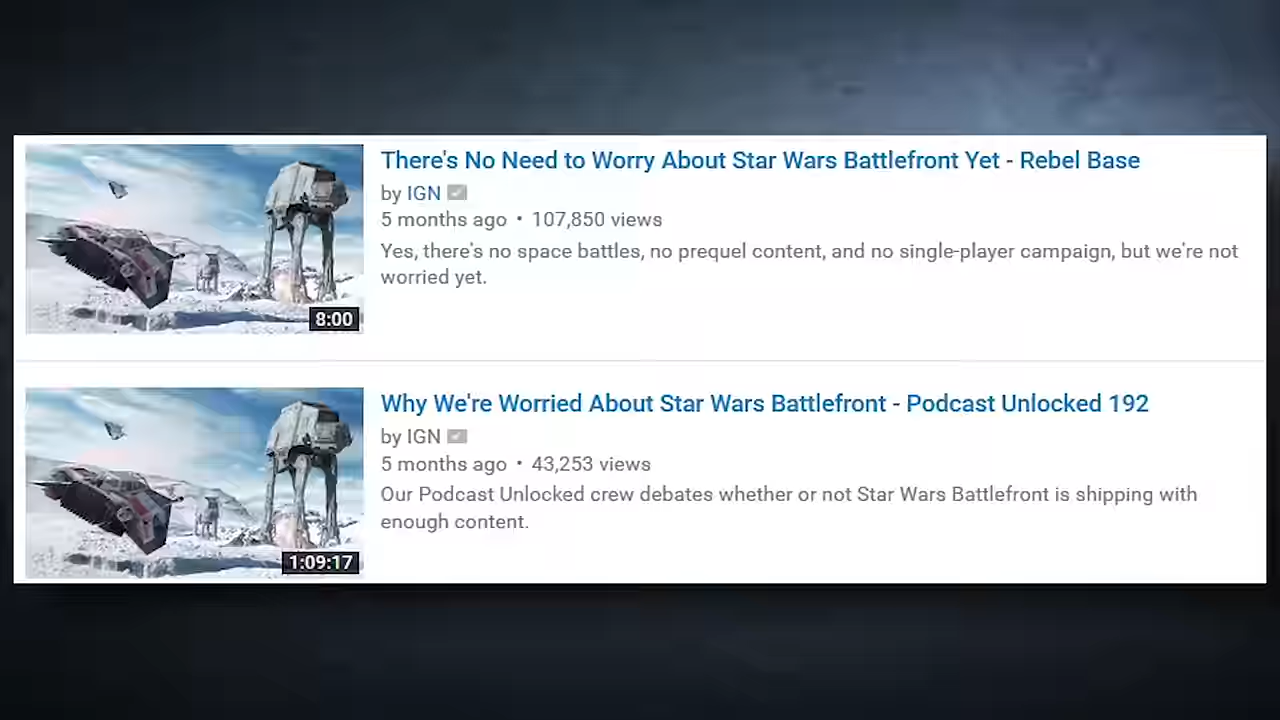 There's No Need to Worry About Star Wars Battlefront Yet - Rebel Base
by IGN
5 months ago • 107,850 views
Yes, there's no space battles, no prequel content, and no single-player campaign, but we're not
worried yet.
8:00
Why We're Worried About Star Wars Battlefront - Podcast Unlocked 192
by IGN
5 months ago • 43,253 views
Our Podcast Unlocked crew debates whether or not Star Wars Battlefront is shipping with
enough content.
1:09:17